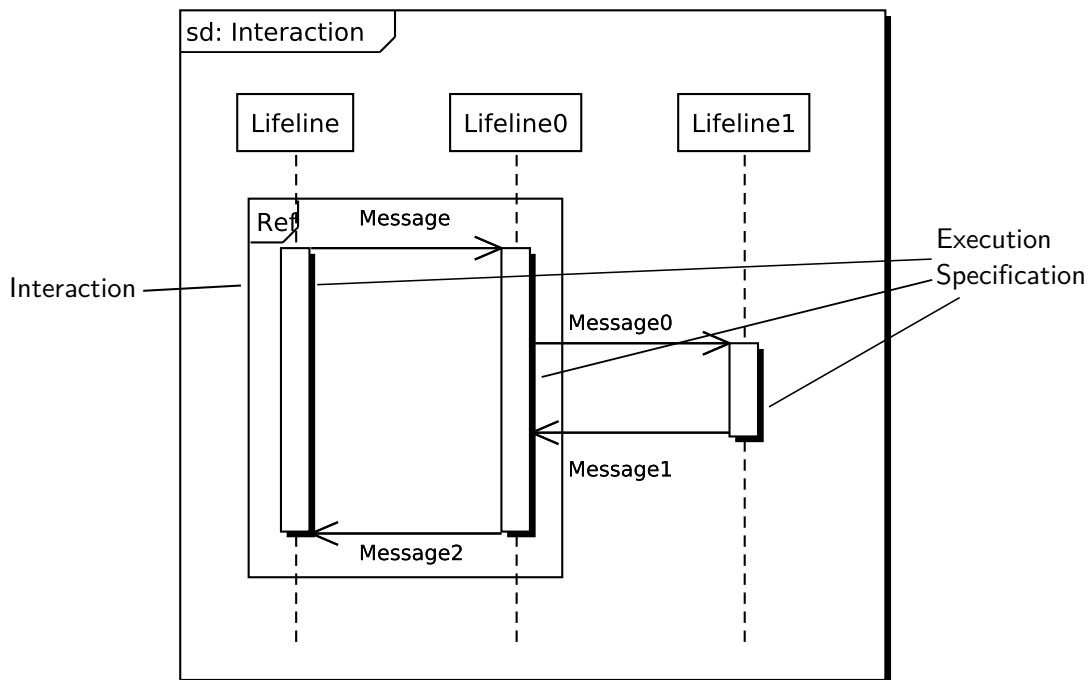 sd: Interaction
Lifeline
Lifeline0
Lifeline1
Ref
Message
Execution
Specification
Interaction
Message0
Message1
Message2